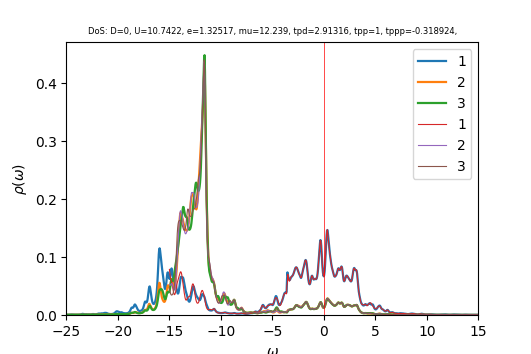 DoS: D=0, U=10.7422, e=1.32517, mu=12.239, tpd=2.91316, tpp=1, tppp=-0.318924,
ρ(ω)
0.4
0.3
0.2
0.1
0.0
1
2
3
1
2
3
−25 −20 −15 −10 −5 0 5 10 15
ω